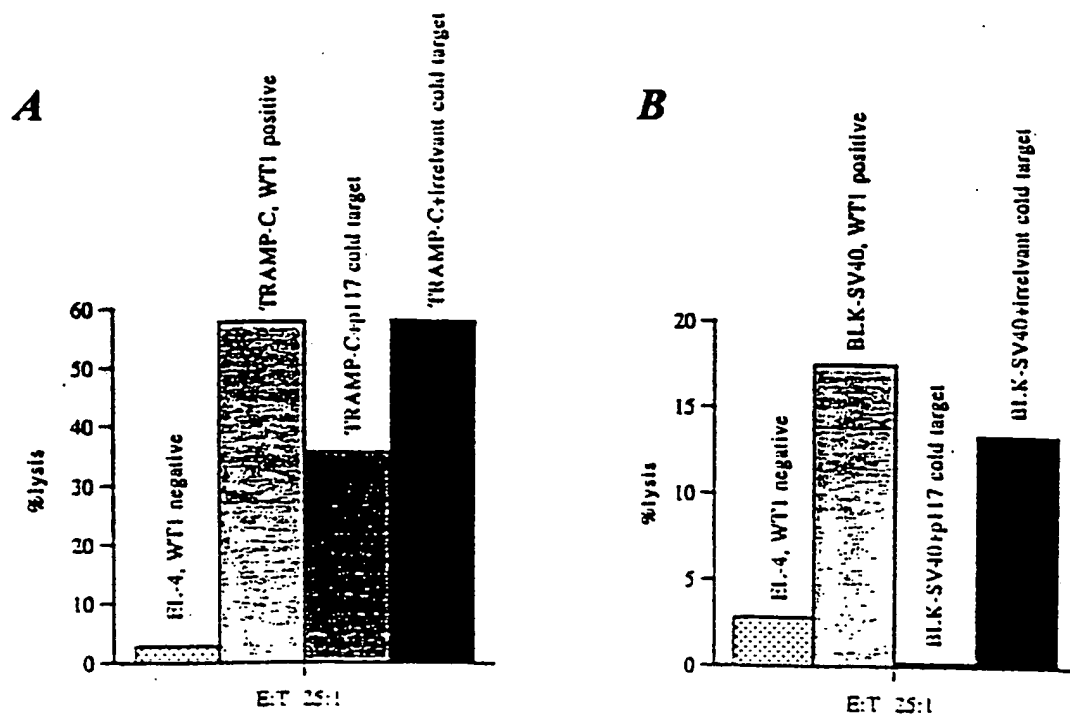 A
B
EL-4, WT1 negative
TRAMP-C, WT1 positive
TRAMP-C+p117 cold target
TRAMP-C+Irrelvant cold target
%lysis
60
50
40
30
20
10
0
E:T 25:1
EL-4, WT1 negative
BLK-SV40, WT1 positive
BLK-SV40+p117 cold target
BLK-SV40+irrelvant cold target
%lysis
20
15
10
5
0
E:T 25:1